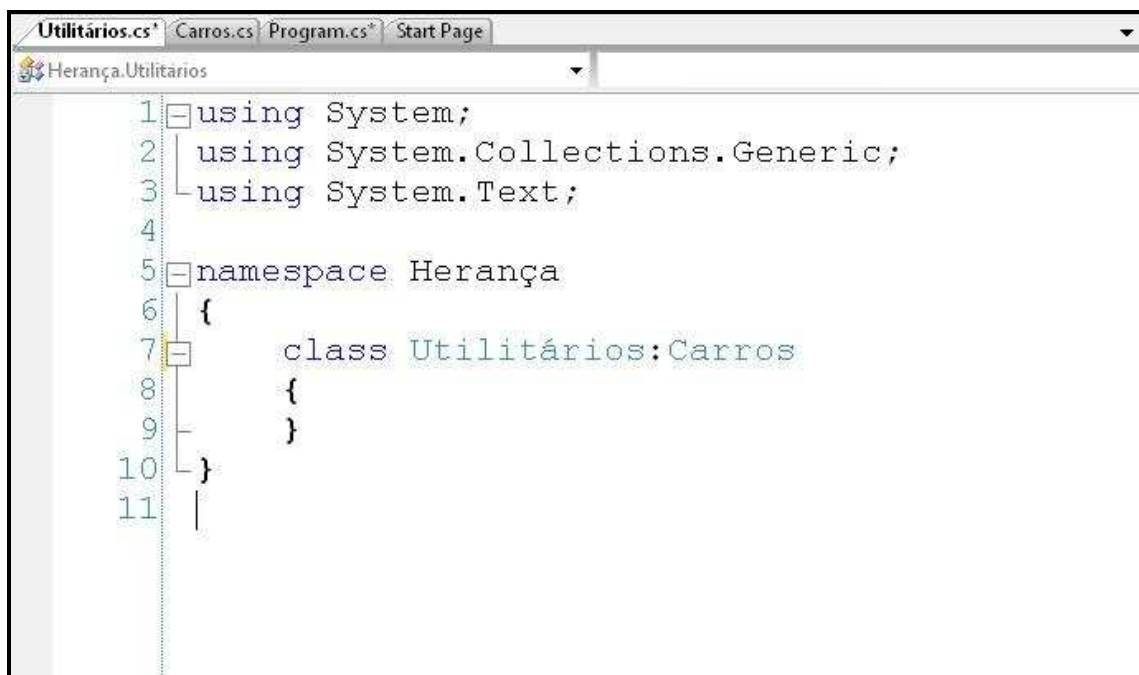 Utilitários.cs* Carros.cs Program.cs* Start Page
Herança.Utilitários
1 using System;
2 using System.Collections.Generic;
3 using System.Text;
4
5 namespace Herança
6 {
7 class Utilitários:Carros
8 {
9 }
10 }
11